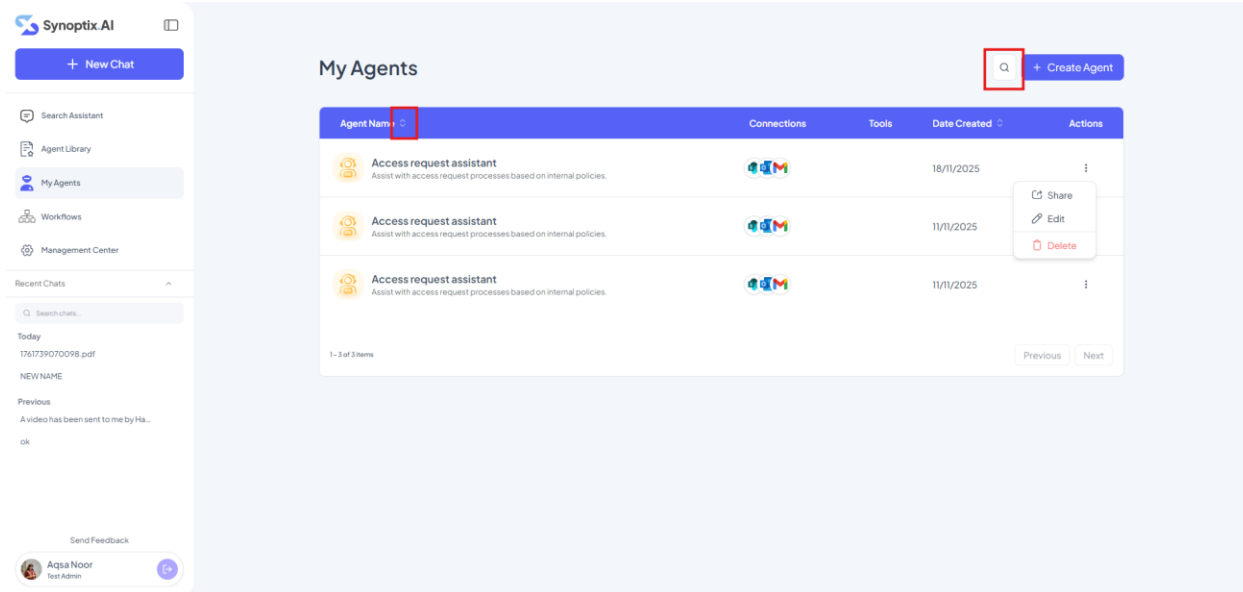 Synoptix.AI
+ New Chat
Search Assistant
Agent Library
My Agents
Workflows
Management Center
Recent Chats
Search chats...
Today
1761739070098.pdf
NEW NAME
Previous
A video has been sent to me by Ha...
ok
Send Feedback
Aqsa Noor
Test Admin
My Agents
+ Create Agent
Agent Name Connections Tools Date Created Actions
Access request assistant 18/11/2025
Assist with access request processes based on internal policies.
Share
Edit
Delete
Access request assistant 11/11/2025
Assist with access request processes based on internal policies.
Access request assistant 11/11/2025
Assist with access request processes based on internal policies.
1 - 3 of 3 items
Previous Next